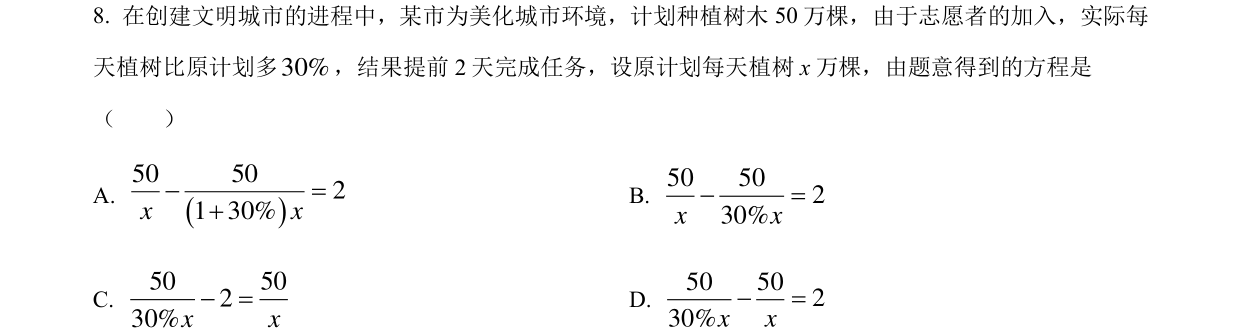 8. 在创建文明城市的进程中，某市为美化城市环境，计划种植树木 50 万棵，由于志愿者的加入，实际每
天植树比原计划多30%，结果提前 2 天完成任务，设原计划每天植树 x 万棵，由题意得到的方程是
（　　）
A. 50/x − 50/((1+30%)x) = 2　　B. 50/x − 50/(30%x) = 2
C. 50/(30%x) − 2 = 50/x　　D. 50/(30%x) − 50/x = 2